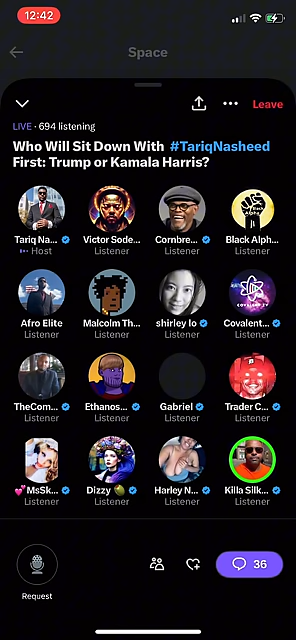 12:42
Space
Leave
LIVE · 694 listening
Who Will Sit Down With #TariqNasheed
First: Trump or Kamala Harris?
Tariq Na... Victor Sode... Cornbre... Black Alph...
Host Listener Listener Listener
Afro Elite Malcolm Th... shirley lo Covalent...
Listener Listener Listener Listener
TheCom... Ethanos... Gabriel Trader C...
Listener Listener Listener Listener
💕MsSk... Dizzy Harley N... Killa Silk...
Listener Listener Listener Listener
36
Request